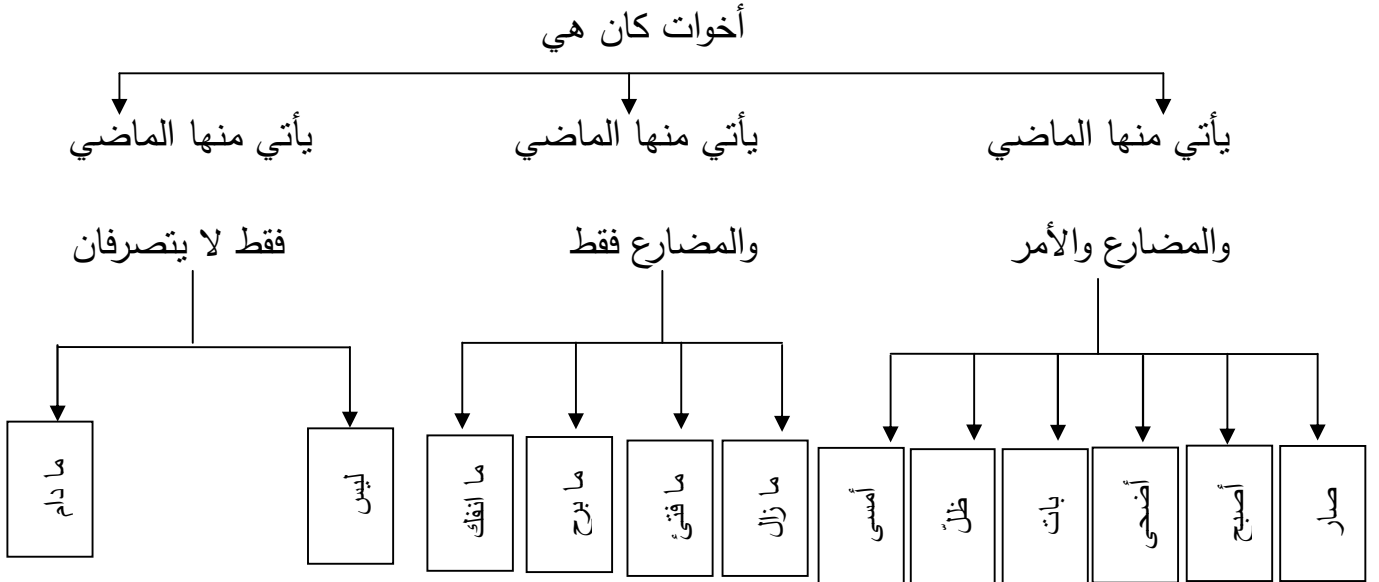 أخوات كان هي
يأتي منها الماضي
والمضارع والأمر
يأتي منها الماضي
والمضارع فقط
يأتي منها الماضي
فقط لا يتصرفان
صار
أصبح
أضحى
بات
ظلّ
أمسى
ما زال
ما فتئ
ما برح
ما انفك
ليس
ما دام